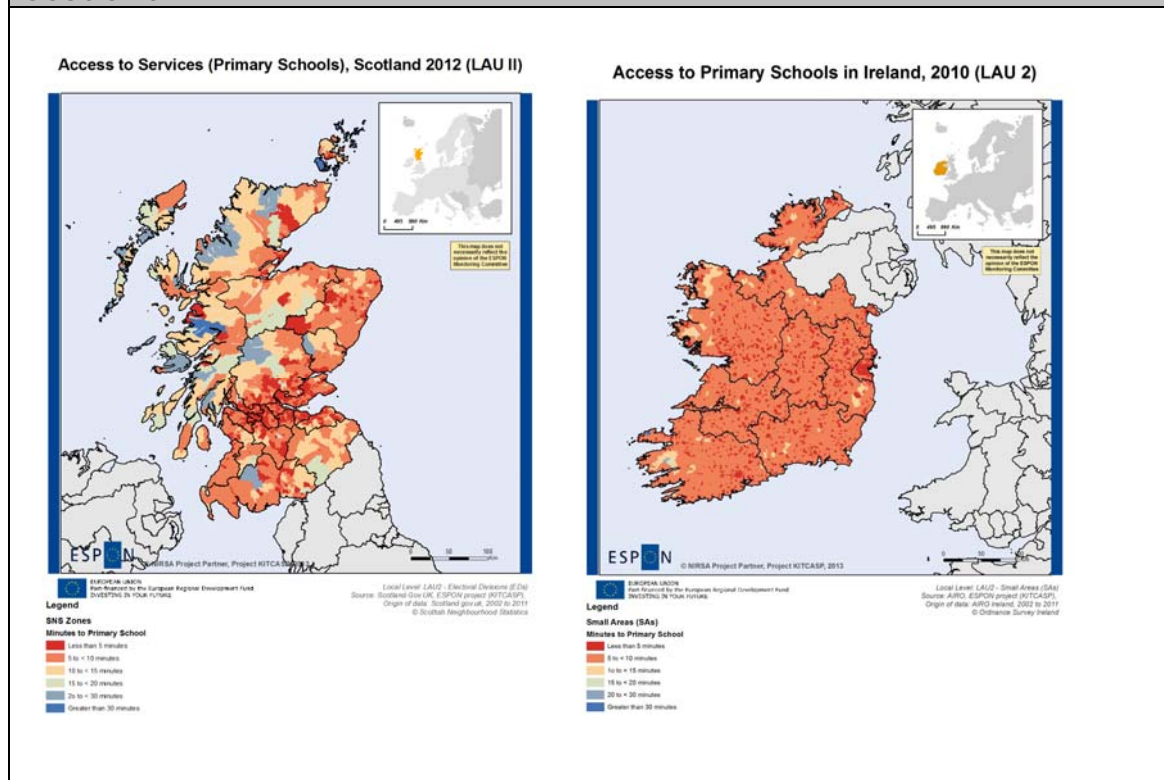 Access to Services (Primary Schools), Scotland 2012 (LAU II)
This map does not
necessarily reflect the
opinion of the ESPON
Monitoring Committee
ESPON
NIRSA Project Partner, Project KITCASP,
EUROPEAN UNION
Part-financed by the European Regional Development Fund
INVESTING IN YOUR FUTURE
Local Level: LAU2 - Electoral Divisions (EDs)
Source: Scotland Gov UK, ESPON project (KITCASP),
Origin of data: Scotland gov.uk, 2002 to 2011
© Scottish Neighbourhood Statistics
Legend
SNS Zones
Minutes to Primary School
Less than 5 minutes
5 to < 10 minutes
10 to < 15 minutes
15 to < 20 minutes
2o to < 30 minutes
Greater than 30 minutes
Access to Primary Schools in Ireland, 2010 (LAU 2)
This map does not
necessarily reflect the
opinion of the ESPON
Monitoring Committee
ESPON
© NIRSA Project Partner, Project KITCASP, 2013
EUROPEAN UNION
Part-financed by the European Regional Development Fund
INVESTING IN YOUR FUTURE
Local Level: LAU2 - Small Areas (SAs)
Source: AIRO, ESPON project (KITCASP),
Origin of data: AIRO Ireland, 2002 to 2011
© Ordnance Survey Ireland
Legend
Small Areas (SAs)
Minutes to Primary School
Less than 5 minutes
5 to < 10 minutes
1o to < 15 minutes
15 to < 20 minutes
20 to < 30 minutes
Greater than 30 minutes